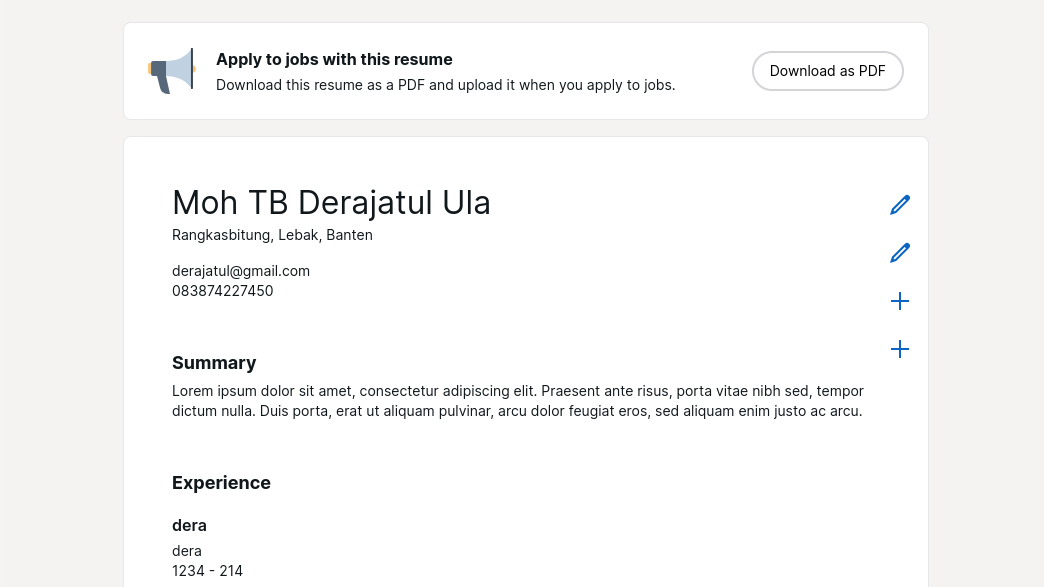 Apply to jobs with this resume
Download this resume as a PDF and upload it when you apply to jobs.
Download as PDF
Moh TB Derajatul Ula
Rangkasbitung, Lebak, Banten
derajatul@gmail.com
083874227450
Summary
Lorem ipsum dolor sit amet, consectetur adipiscing elit. Praesent ante risus, porta vitae nibh sed, tempor
dictum nulla. Duis porta, erat ut aliquam pulvinar, arcu dolor feugiat eros, sed aliquam enim justo ac arcu.
Experience
dera
dera
1234 - 214